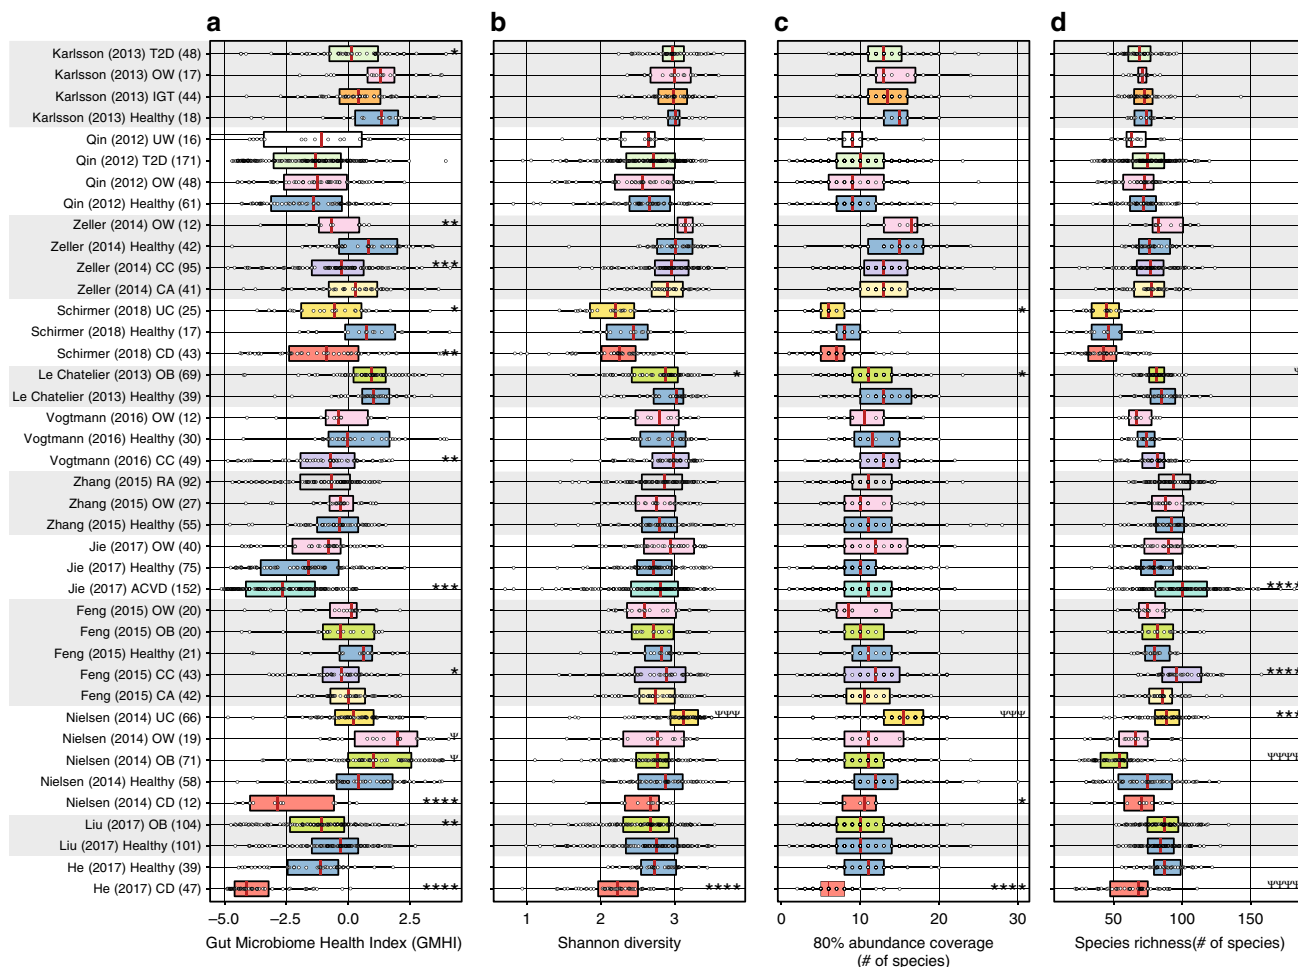 a b c d
Karlsson (2013) T2D (48) *
Karlsson (2013) OW (17)
Karlsson (2013) IGT (44)
Karlsson (2013) Healthy (18)
Qin (2012) UW (16)
Qin (2012) T2D (171)
Qin (2012) OW (48)
Qin (2012) Healthy (61)
Zeller (2014) OW (12) **
Zeller (2014) Healthy (42)
Zeller (2014) CC (95) ***
Zeller (2014) CA (41)
Schirmer (2018) UC (25) * *
Schirmer (2018) Healthy (17)
Schirmer (2018) CD (43) **
Le Chatelier (2013) OB (69) * * Ψ
Le Chatelier (2013) Healthy (39)
Vogtmann (2016) OW (12)
Vogtmann (2016) Healthy (30)
Vogtmann (2016) CC (49) **
Zhang (2015) RA (92)
Zhang (2015) OW (27)
Zhang (2015) Healthy (55)
Jie (2017) OW (40)
Jie (2017) Healthy (75)
Jie (2017) ACVD (152) *** ****
Feng (2015) OW (20)
Feng (2015) OB (20)
Feng (2015) Healthy (21)
Feng (2015) CC (43) * ****
Feng (2015) CA (42)
Nielsen (2014) UC (66) ΨΨΨ ΨΨΨ ***
Nielsen (2014) OW (19) Ψ
Nielsen (2014) OB (71) Ψ ΨΨΨΨ
Nielsen (2014) Healthy (58)
Nielsen (2014) CD (12) **** *
Liu (2017) OB (104) **
Liu (2017) Healthy (101)
He (2017) Healthy (39)
He (2017) CD (47) **** **** **** ΨΨΨΨ
−5.0 −2.5 0.0 2.5 1 2 3 0 10 20 30 50 100 150
Gut Microbiome Health Index (GMHI) Shannon diversity 80% abundance coverage Species richness(# of species)
(# of species)